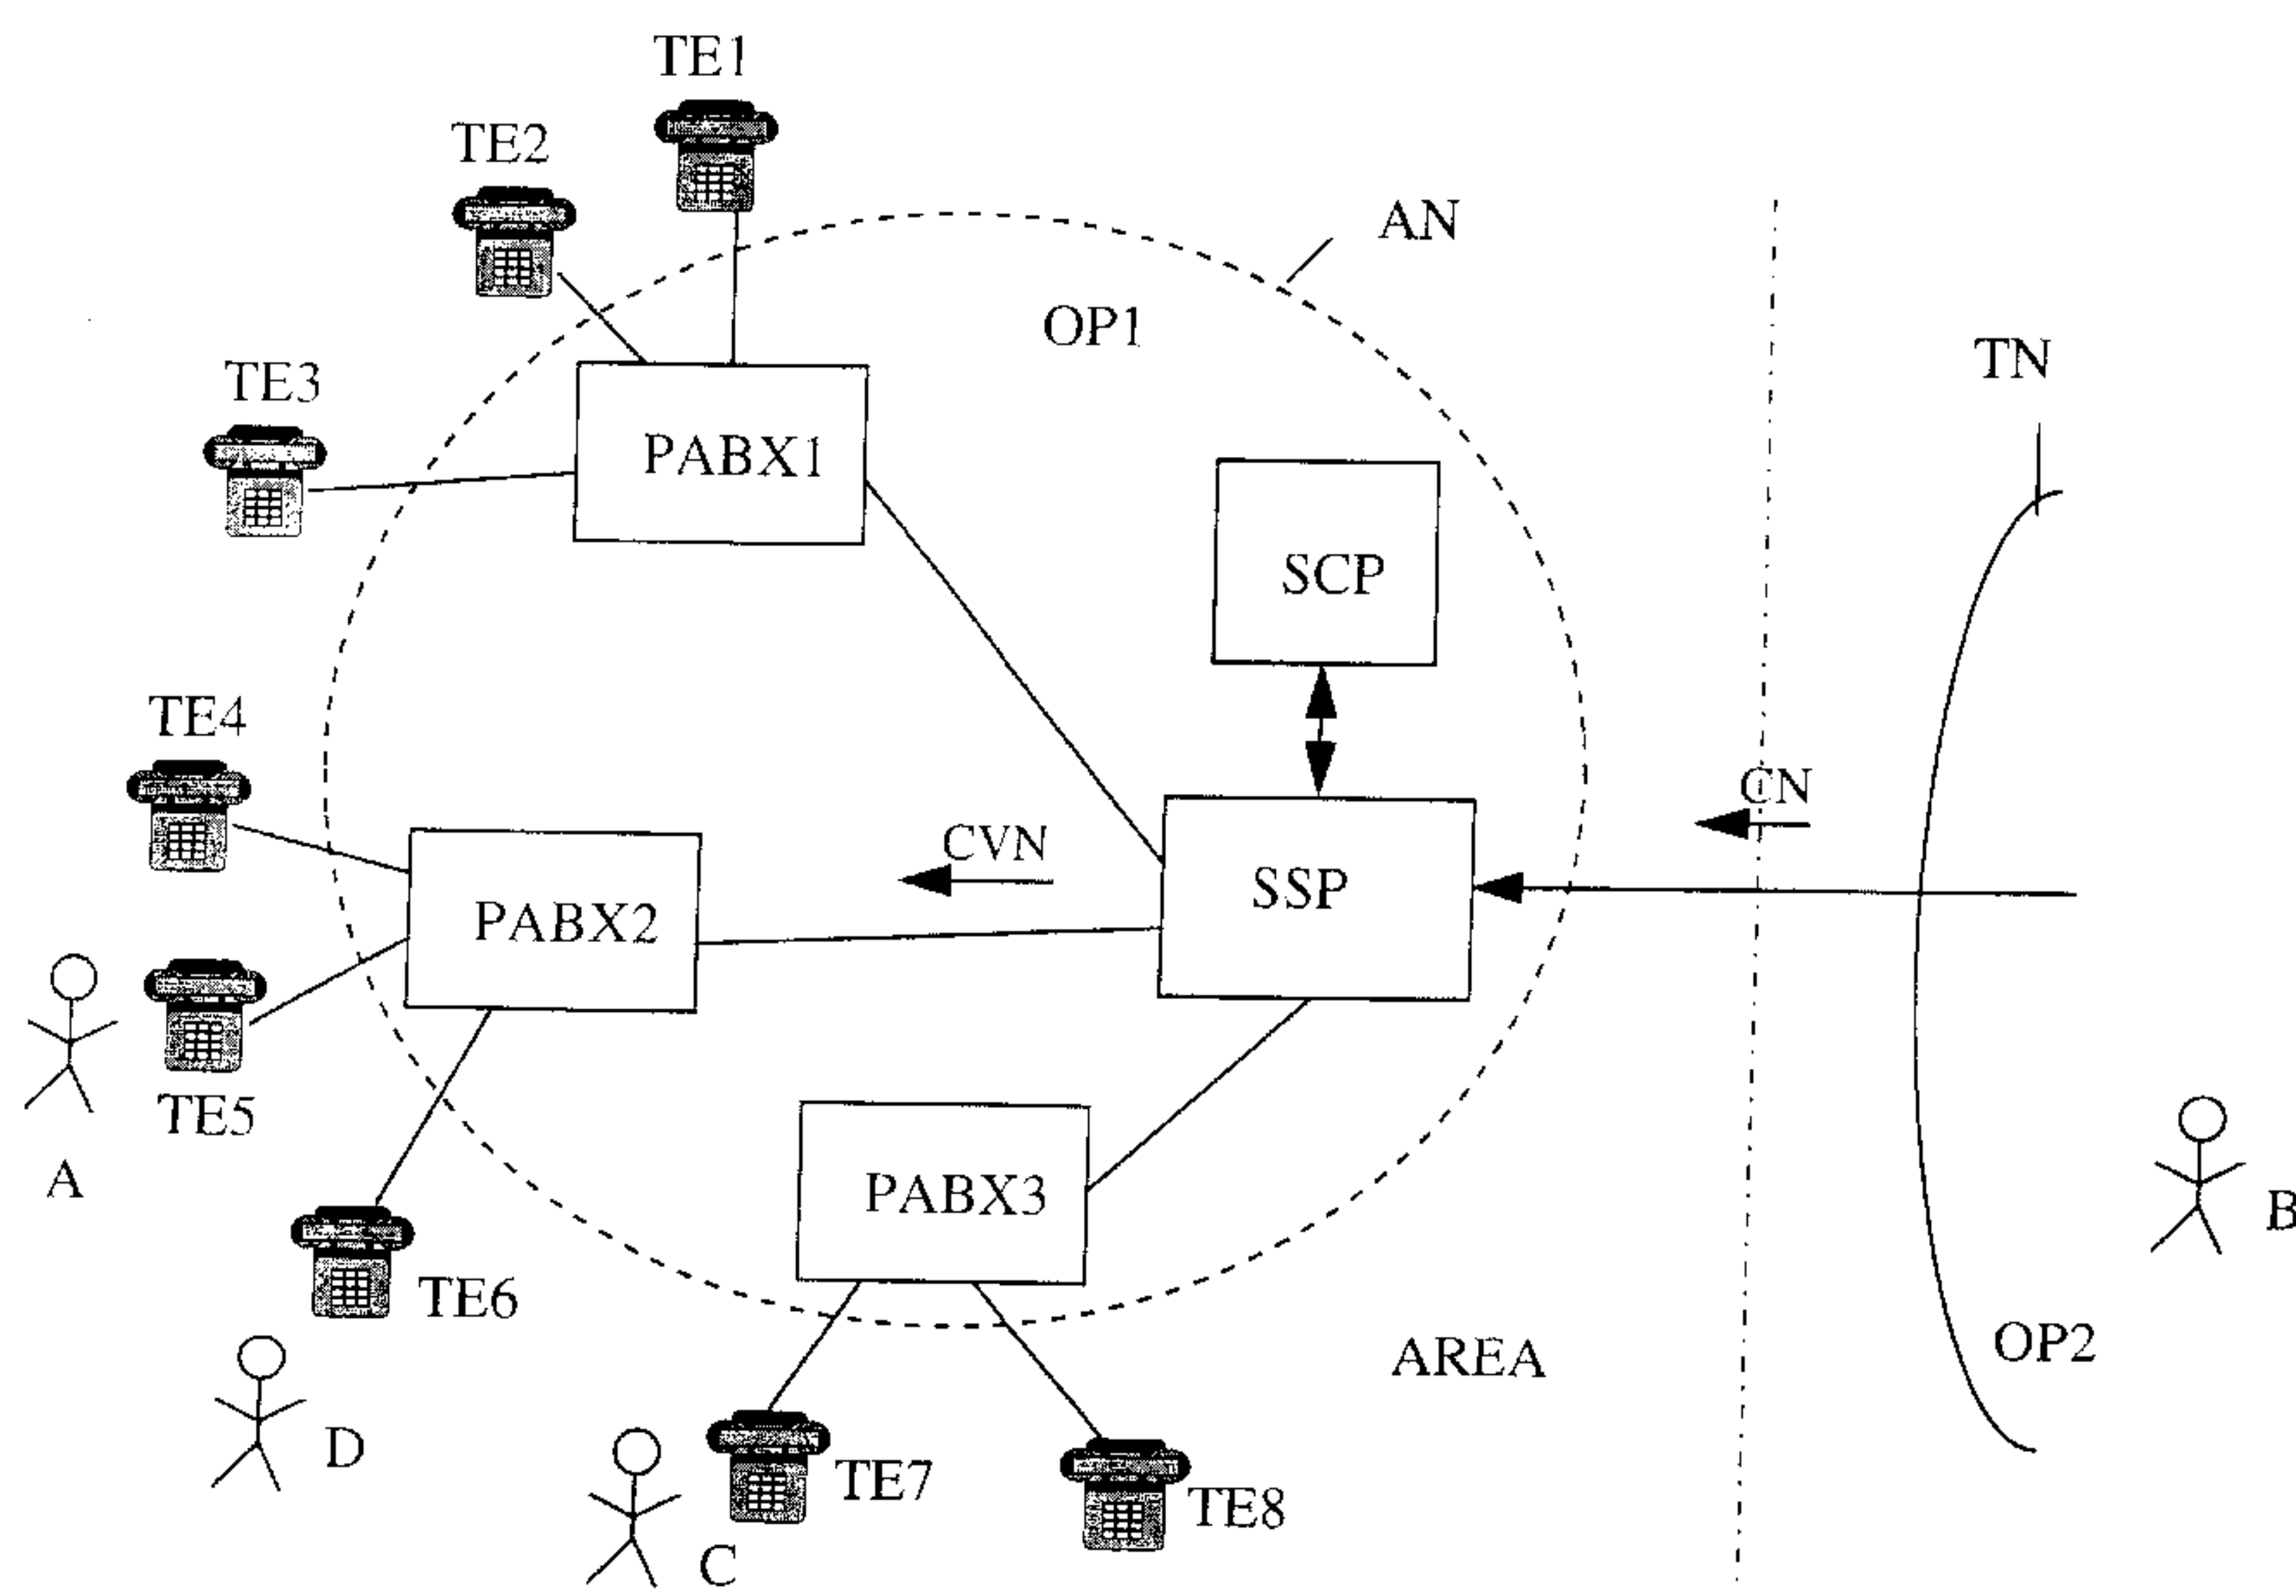 TE1
TE2
AN
OP1
TN
TE3
PABX1
SCP
TE4
CN
CVN
SSP
PABX2
TE5
A
PABX3
B
TE6
OP2
AREA
D
TE7
TE8
C